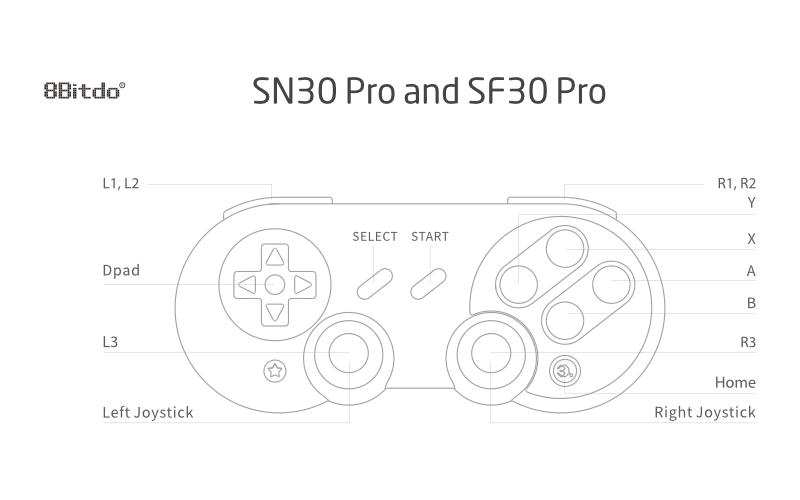 8Bitdo®
SN30 Pro and SF30 Pro
L1, L2
R1, R2
Y
SELECT START
X
Dpad
A
B
L3
R3
Home
Left Joystick
Right Joystick